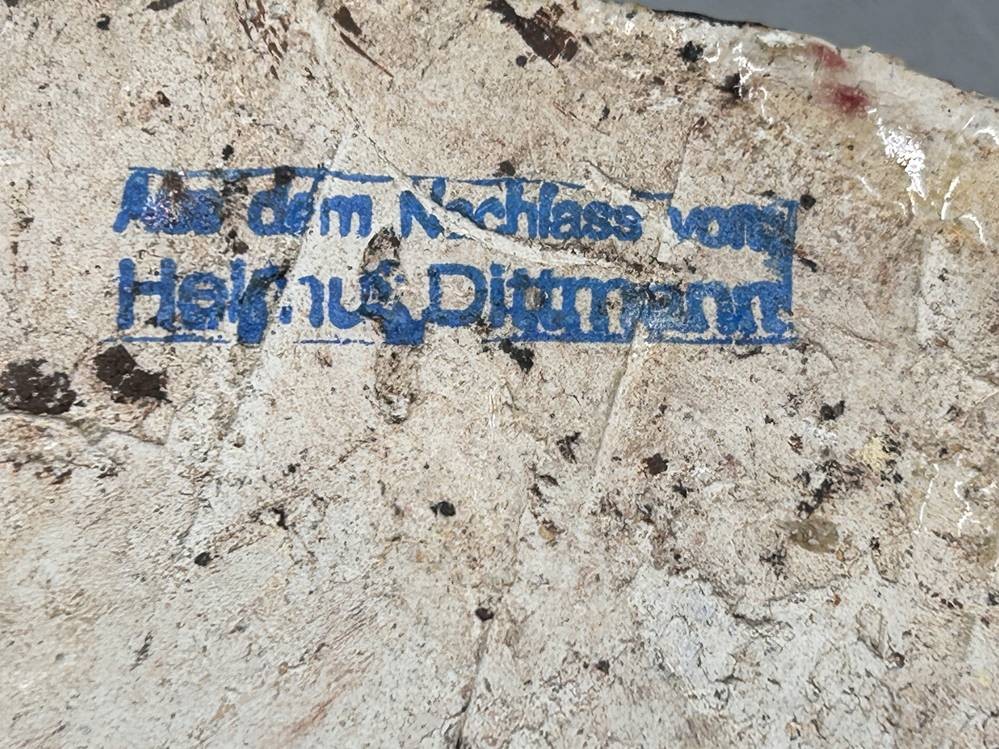 Aus dem Nachlass von
Helmut Dittmann